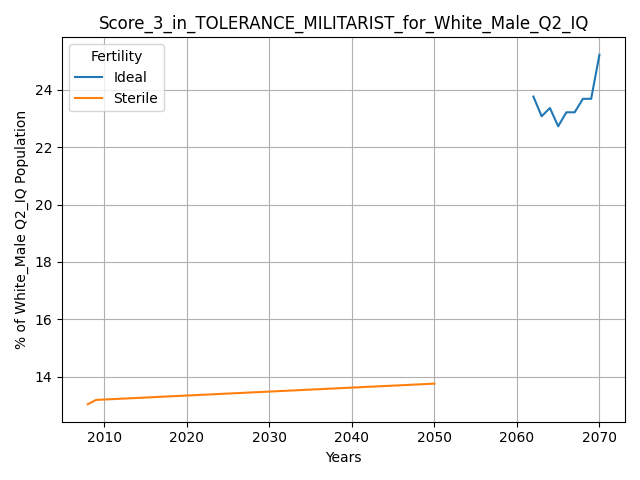 Score_3_in_TOLERANCE_MILITARIST_for_White_Male_Q2_IQ
Fertility
Ideal
Sterile
% of White_Male Q2_IQ Population
24
22
20
18
16
14
2010 2020 2030 2040 2050 2060 2070
Years